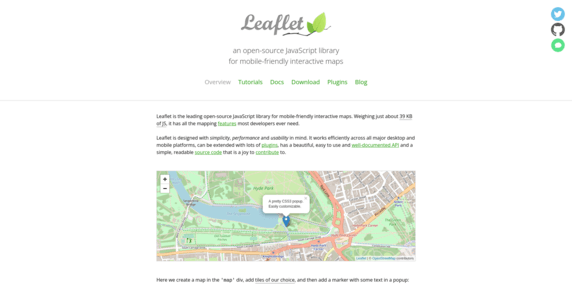 Leaflet
an open-source JavaScript library
for mobile-friendly interactive maps
Overview Tutorials Docs Download Plugins Blog
Leaflet is the leading open-source JavaScript library for mobile-friendly interactive maps. Weighing just about 39 KB
of JS, it has all the mapping features most developers ever need.
Leaflet is designed with simplicity, performance and usability in mind. It works efficiently across all major desktop and
mobile platforms, can be extended with lots of plugins, has a beautiful, easy to use and well-documented API and a
simple, readable source code that is a joy to contribute to.
+
−
Hyde Park
A pretty CSS3 popup.
Easily customizable.
×
Leaflet | © OpenStreetMap contributors
Here we create a map in the 'map' div, add tiles of our choice, and then add a marker with some text in a popup: